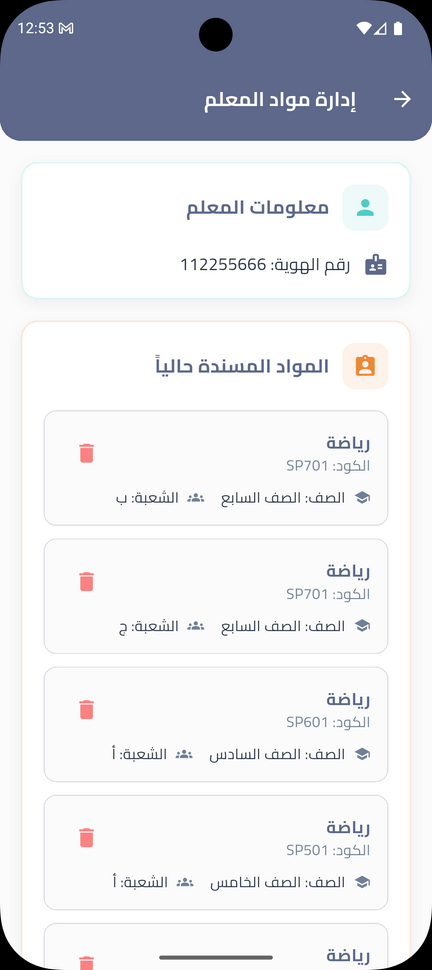 12:53
إدارة مواد المعلم
معلومات المعلم
رقم الهوية: 112255666
المواد المسندة حالياً
رياضة
الكود: SP701
الصف: الصف السابع الشعبة: ب
رياضة
الكود: SP701
الصف: الصف السابع الشعبة: ج
رياضة
الكود: SP601
الصف: الصف السادس الشعبة: أ
رياضة
الكود: SP501
الصف: الصف الخامس الشعبة: أ
رياضة